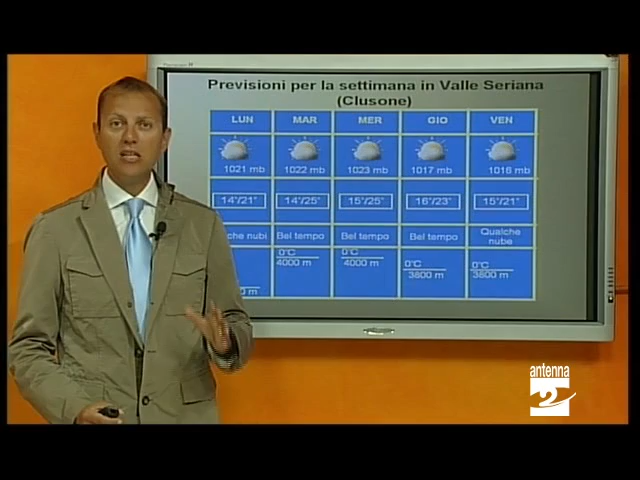 Previsioni per la settimana in Valle Seriana
(Clusone)
LUN MAR MER GIO VEN
1021 mb 1022 mb 1023 mb 1017 mb 1016 mb
14°/21° 14°/25° 15°/25° 16°/23° 15°/21°
che nubi Bel tempo Bel tempo Bel tempo Qualche
nube
0°C 0°C 0°C 0°C
4000 m 4000 m 3800 m 3800 m
m
antenna
2